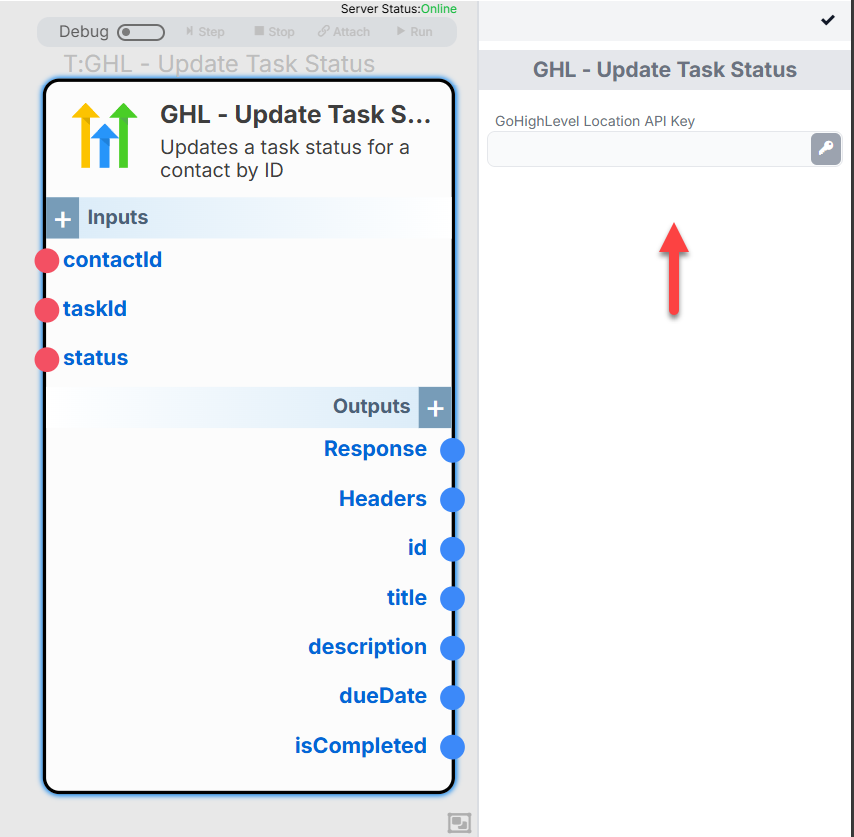 Server Status:Online
Debug Step Stop Attach Run
T:GHL - Update Task Status
GHL - Update Task S...
Updates a task status for a
contact by ID
+ Inputs
contactId
taskId
status
Outputs +
Response
Headers
id
title
description
dueDate
isCompleted
GHL - Update Task Status
GoHighLevel Location API Key